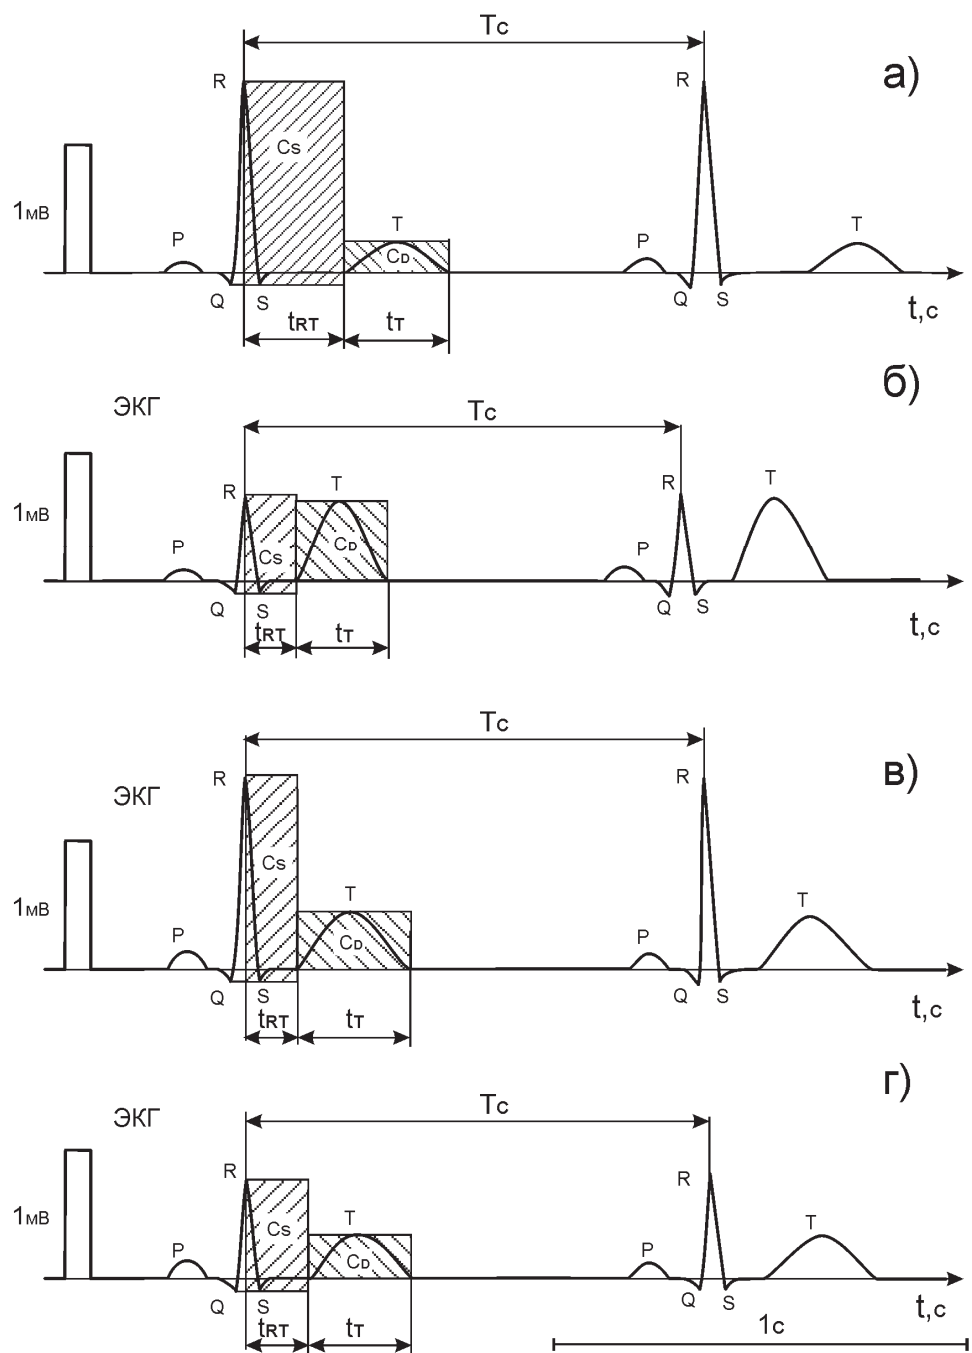 Tc
а)
R
R
Cs
1мВ
P
T
P
T
CD
Q
S
Q
S
t,c
tRT
tT
б)
ЭКГ
Tc
R
T
R
T
1мВ
P
Cs
CD
P
Q
S
Q
S
t,c
tRT
tT
Tc
в)
ЭКГ
R
R
Cs
1мВ
P
T
P
T
CD
Q
S
Q
S
t,c
tRT
tT
г)
ЭКГ
Tc
R
R
1мВ
Cs
T
T
P
CD
P
Q
S
Q
S
t,c
tRT
tT
1c